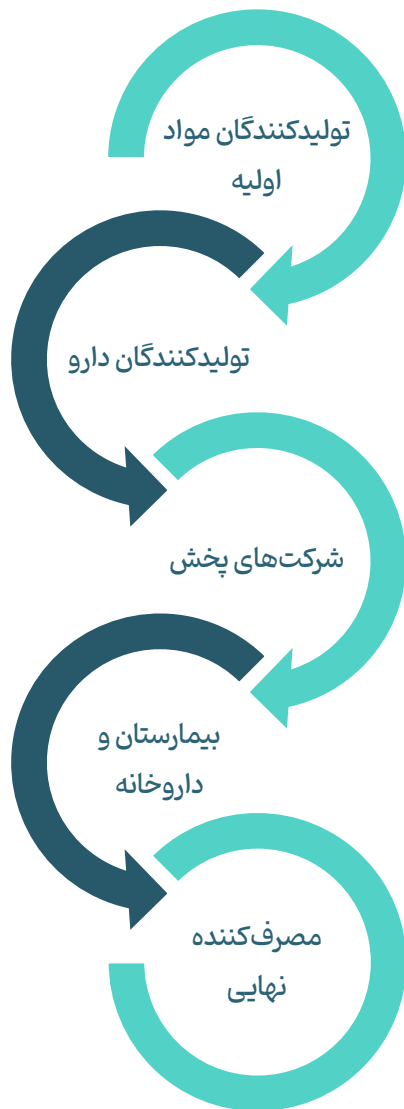 تولیدکنندگان مواد
اولیه
تولیدکنندگان دارو
شرکت‌های پخش
بیمارستان و
داروخانه
مصرف‌کننده
نهایی